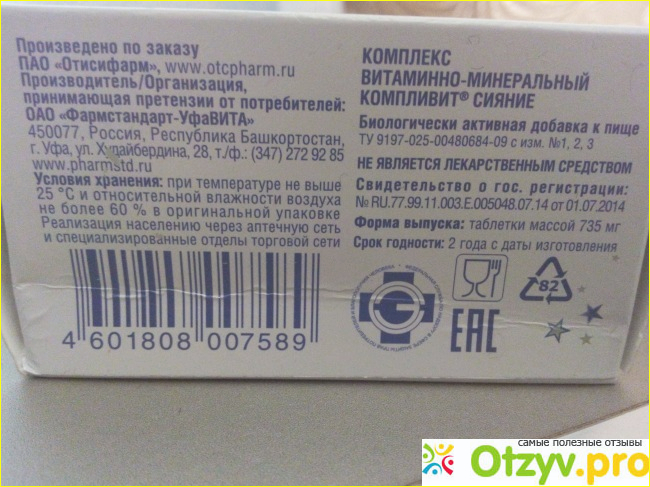 Произведено по заказу
ПАО «Отисифарм», www.otcpharm.ru
Производитель/Организация,
принимающая претензии от потребителей:
ОАО «Фармстандарт-УфаВИТА»
450077, Россия, Республика Башкортостан,
г. Уфа, ул. Худайбердина, 28, т./ф.: (347) 272 92 85
www.pharmstd.ru
Условия хранения: при температуре не выше
25 °C и относительной влажности воздуха
не более 60 % в оригинальной упаковке
Реализация населению через аптечную сеть
и специализированные отделы торговой сети
4 601808 007589
КОМПЛЕКС
ВИТАМИННО-МИНЕРАЛЬНЫЙ
КОМПЛИВИТ® СИЯНИЕ
Биологически активная добавка к пище
ТУ 9197-025-00480684-09 с изм. №1, 2, 3
НЕ ЯВЛЯЕТСЯ ЛЕКАРСТВЕННЫМ СРЕДСТВОМ
Свидетельство о гос. регистрации:
№ RU.77.99.11.003.Е.005048.07.14 от 01.07.2014
Форма выпуска: таблетки массой 735 мг
Срок годности: 2 года с даты изготовления
82
ЕАС
самые полезные отзывы
Otzyv.pro